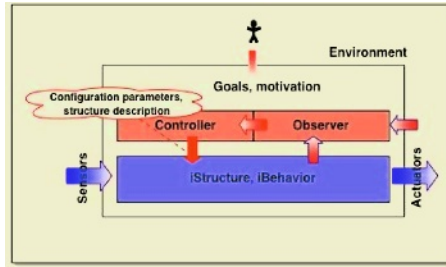 Environment
Goals, motivation
Configuration parameters,
structure description
Controller
Observer
Sensors
iStructure, iBehavior
Actuators